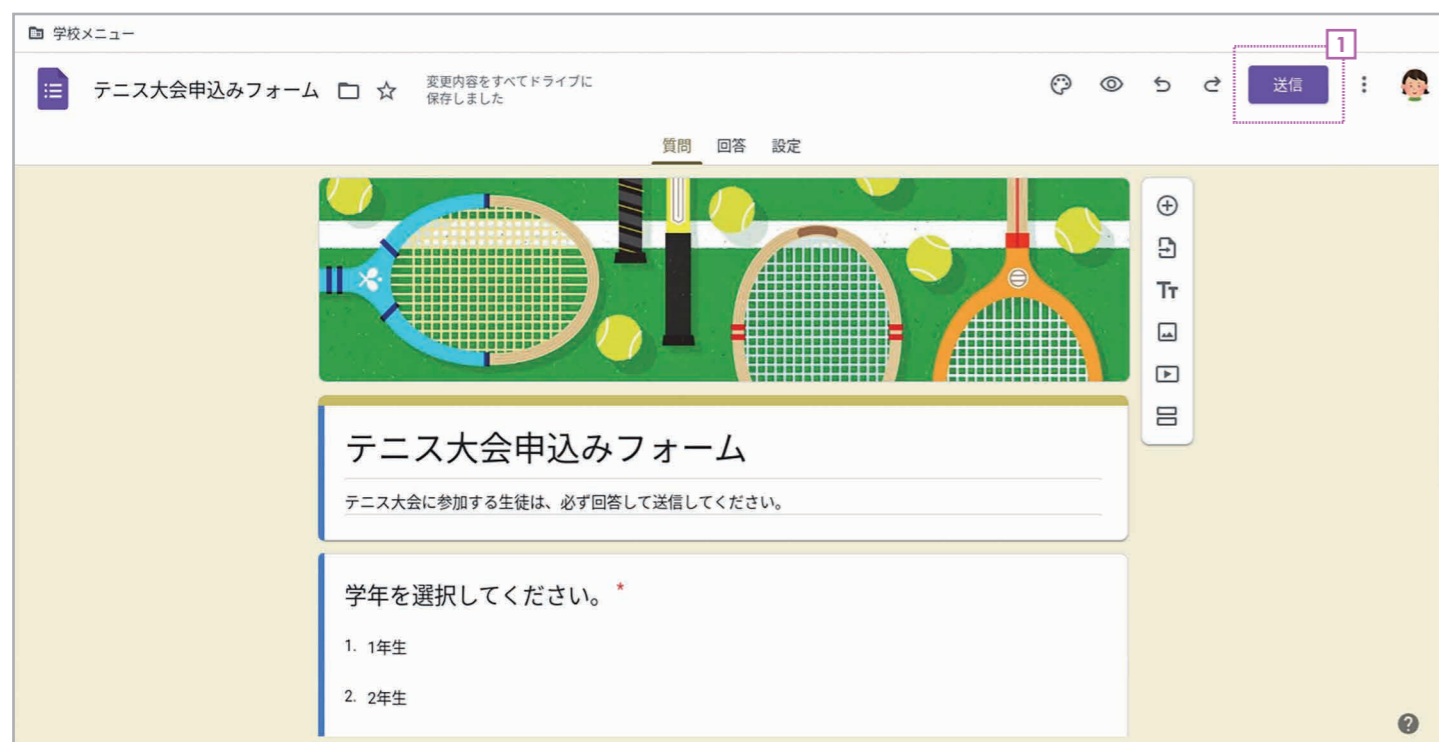 学校メニュー
1
テニス大会申込みフォーム
変更内容をすべてドライブに
保存しました
送信
質問 回答 設定
Tт
テニス大会申込みフォーム
テニス大会に参加する生徒は、必ず回答して送信してください。
学年を選択してください。 *
1. 1年生
2. 2年生
?